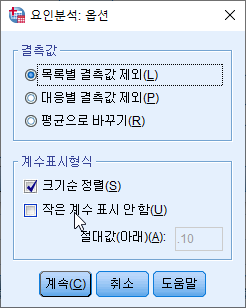 요인분석: 옵션
결측값
목록별 결측값 제외(L)
대응별 결측값 제외(P)
평균으로 바꾸기(R)
계수표시형식
크기순 정렬(S)
작은 계수 표시 안 함(U)
절대값(아래)(A): .10
계속(C) 취소 도움말